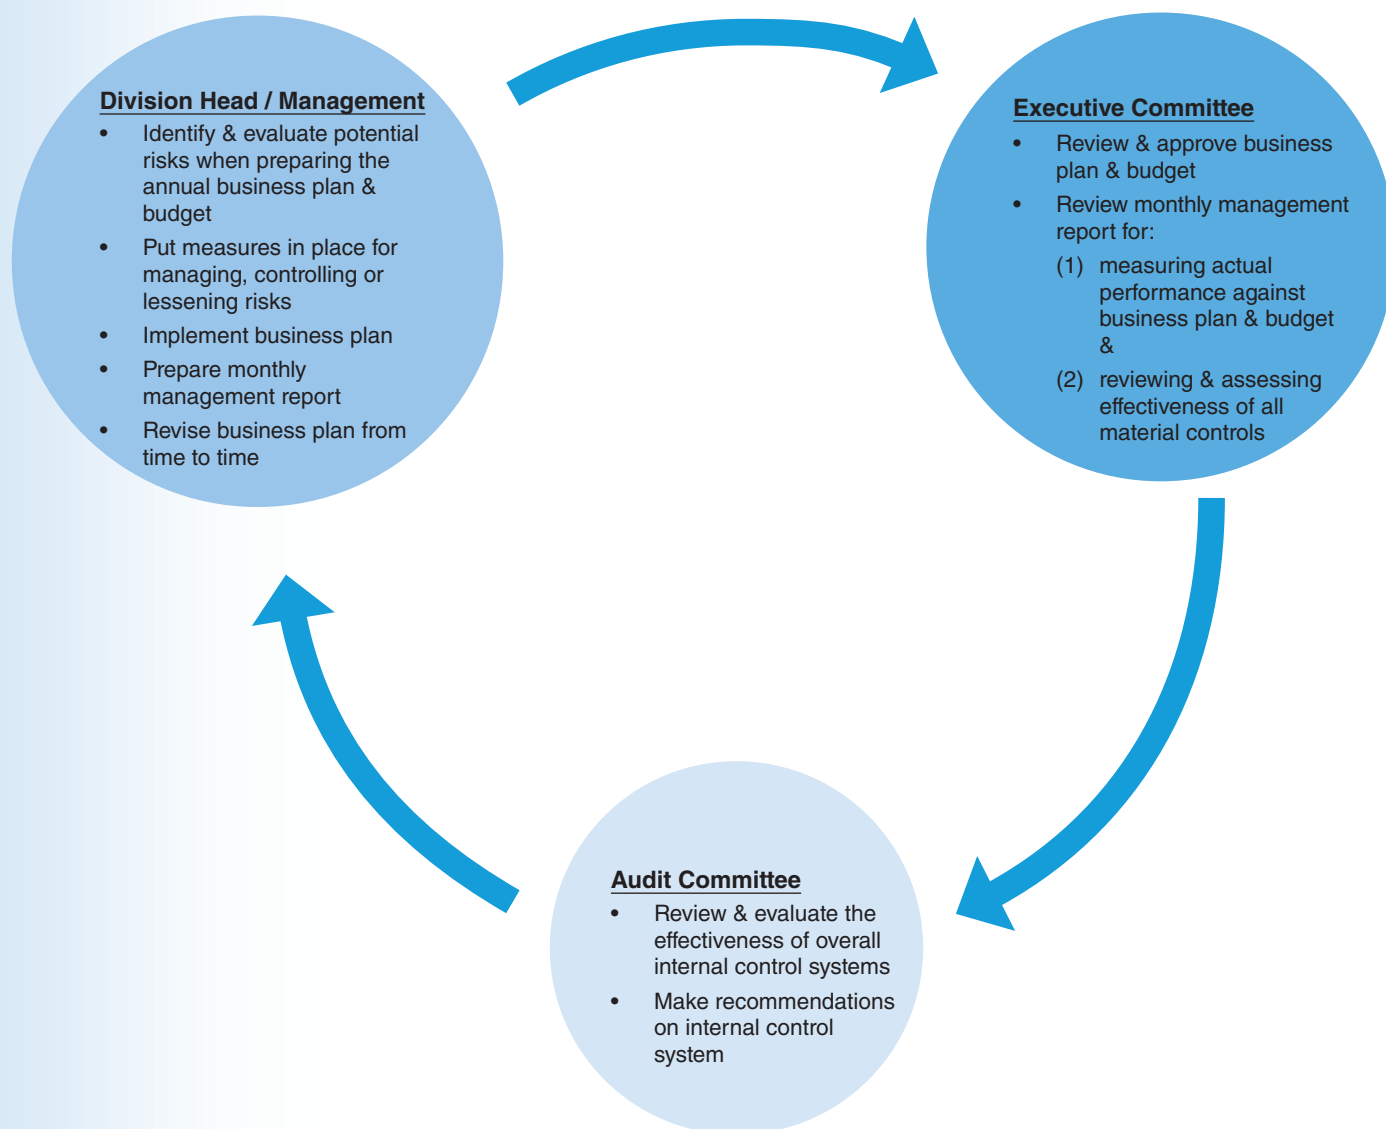 Division Head / Management
• Identify & evaluate potential
risks when preparing the
annual business plan &
budget
• Put measures in place for
managing, controlling or
lessening risks
• Implement business plan
• Prepare monthly
management report
• Revise business plan from
time to time
Executive Committee
• Review & approve business
plan & budget
• Review monthly management
report for:
(1) measuring actual
performance against
business plan & budget
&
(2) reviewing & assessing
effectiveness of all
material controls
Audit Committee
• Review & evaluate the
effectiveness of overall
internal control systems
• Make recommendations
on internal control
system